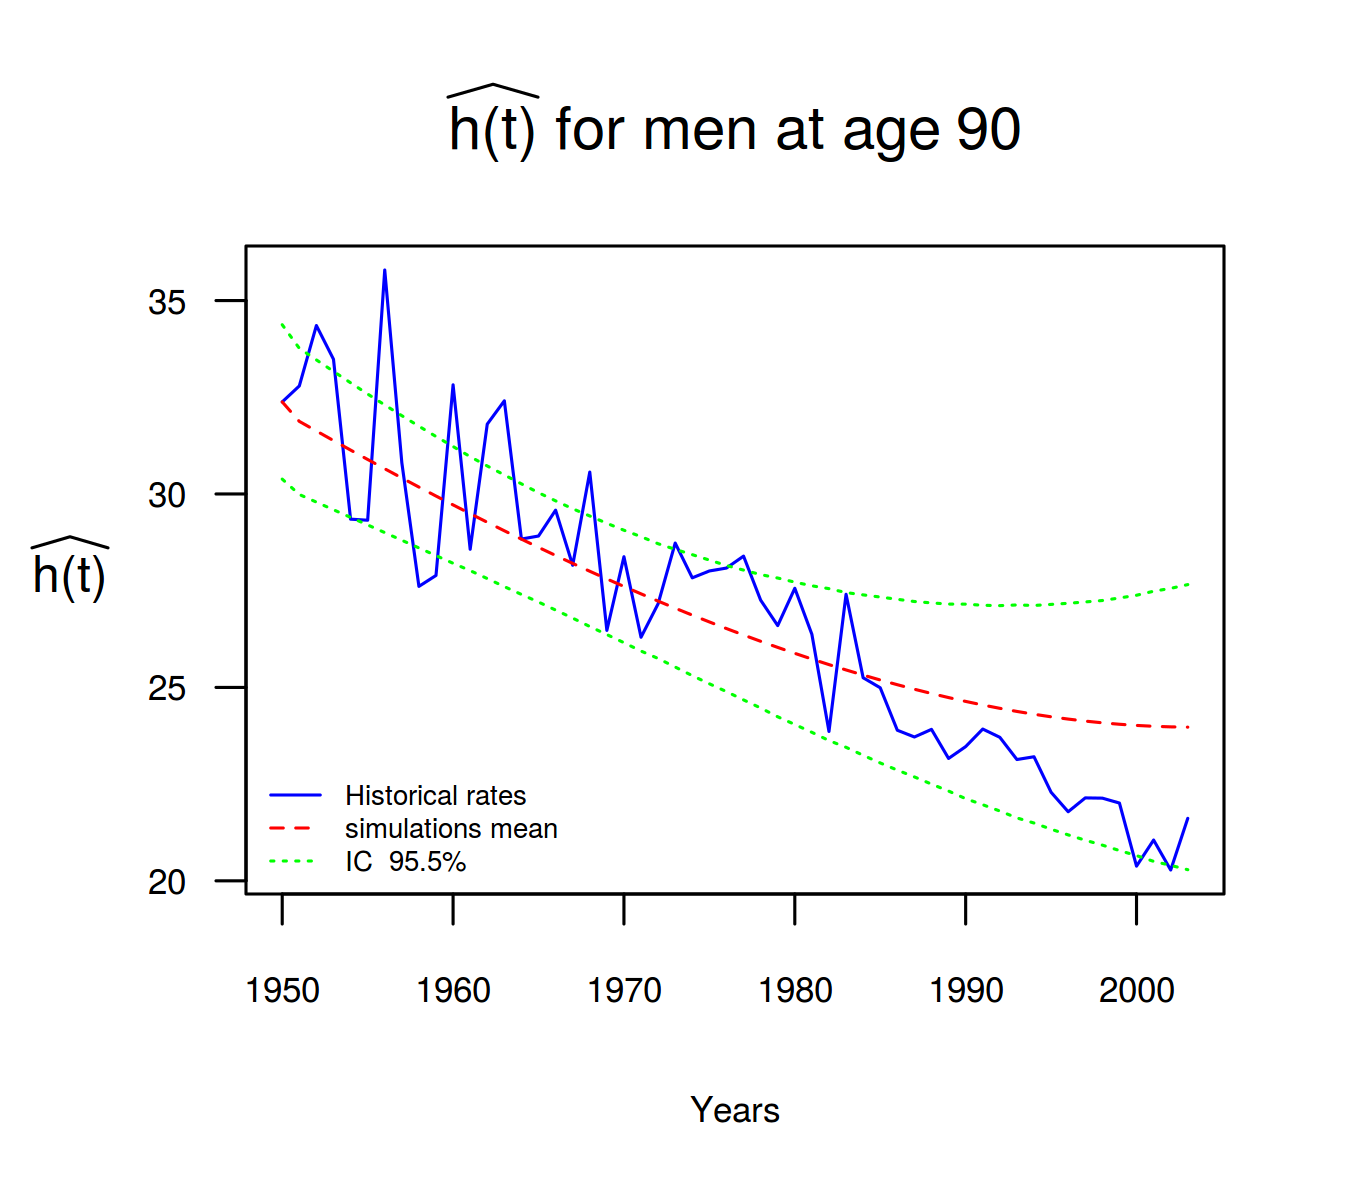 h(t) for men at age 90
35
30
25
20
h(t)
Historical rates
simulations mean
IC 95.5%
1950 1960 1970 1980 1990 2000
Years